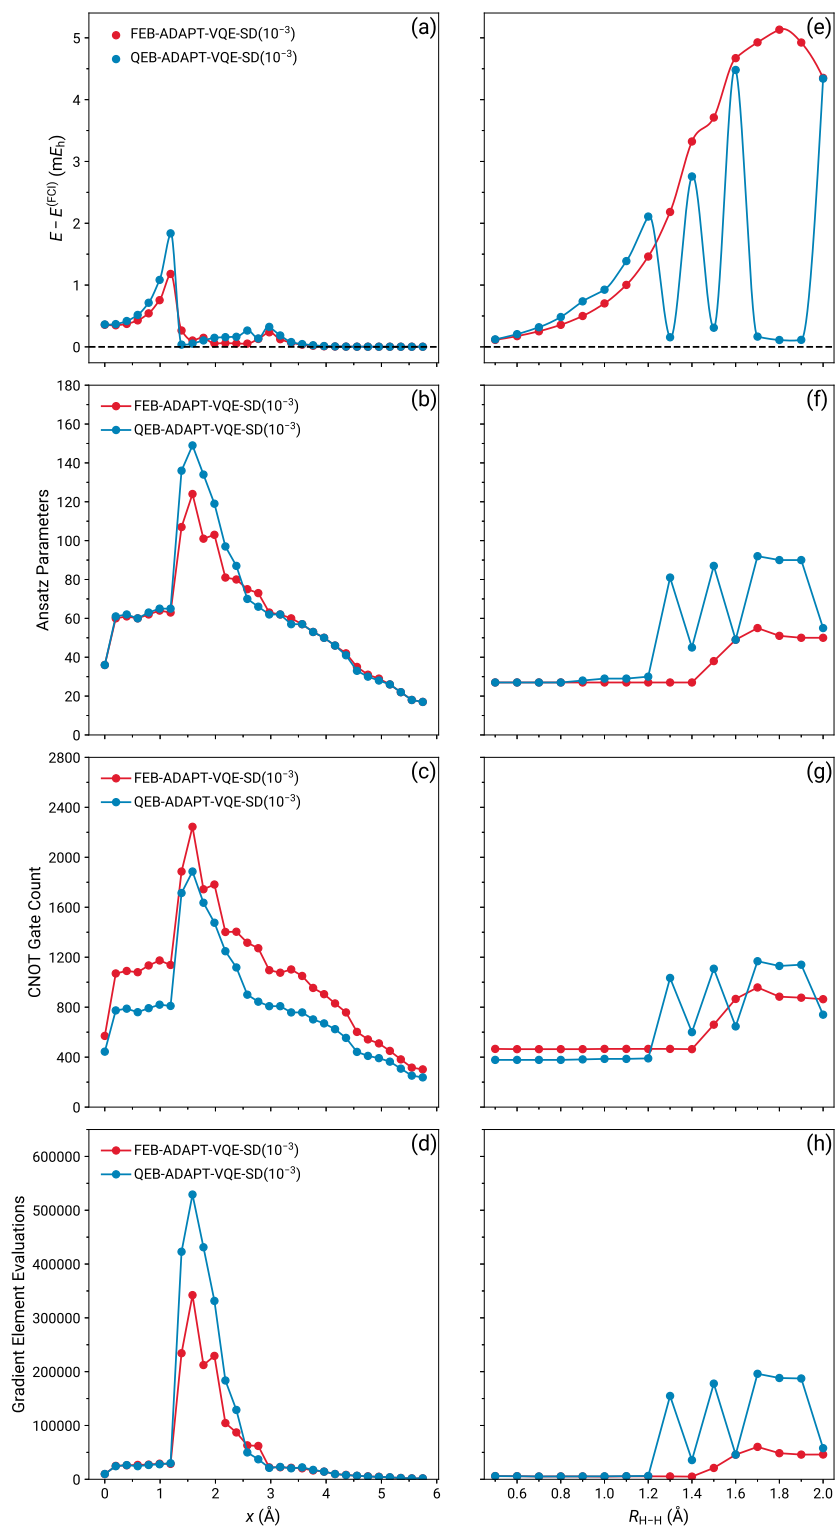 (a)
FEB-ADAPT-VQE-SD(10⁻³)
QEB-ADAPT-VQE-SD(10⁻³)
E − E^(FCI) (mE_h)
5
4
3
2
1
0
(e)
180
160
140
120
100
80
60
40
20
0
Ansatz Parameters
(b)
FEB-ADAPT-VQE-SD(10⁻³)
QEB-ADAPT-VQE-SD(10⁻³)
(f)
2800
2400
2000
1600
1200
800
400
0
CNOT Gate Count
(c)
FEB-ADAPT-VQE-SD(10⁻³)
QEB-ADAPT-VQE-SD(10⁻³)
(g)
600000
500000
400000
300000
200000
100000
0
Gradient Element Evaluations
(d)
FEB-ADAPT-VQE-SD(10⁻³)
QEB-ADAPT-VQE-SD(10⁻³)
(h)
0 1 2 3 4 5 6
x (Å)
0.6 0.8 1.0 1.2 1.4 1.6 1.8 2.0
R_H−H (Å)